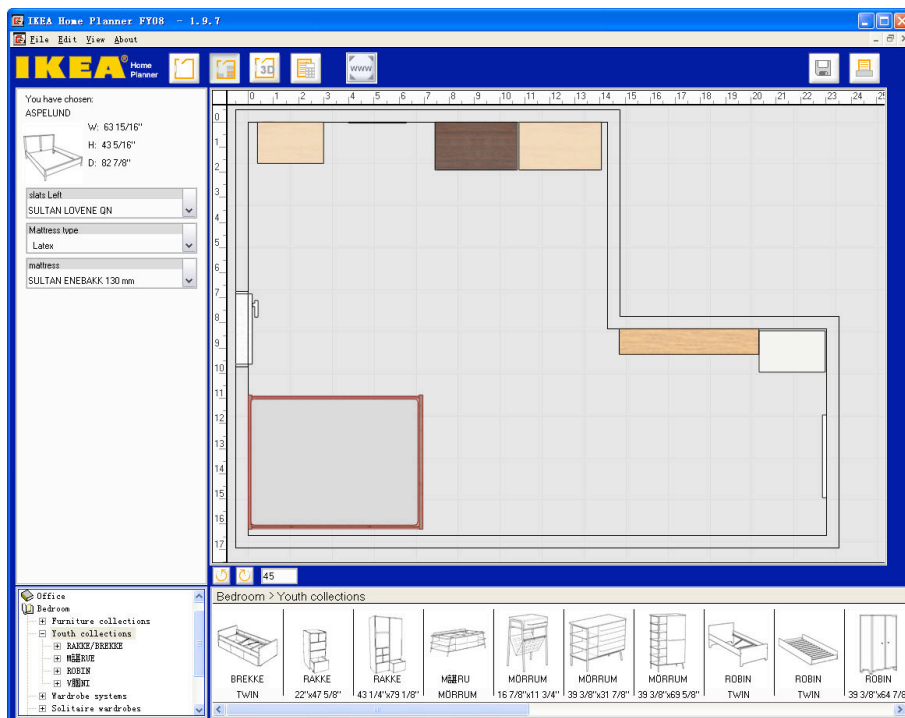 IKEA Home Planner FY08 - 1.9.7
File Edit View About
IKEA® Home Planner
3D
WWW
You have chosen:
ASPELUND
W: 63 15/16"
H: 43 5/16"
D: 82 7/8"
slats Left
SULTAN LOVENE QN
Mattress type
Latex
mattress
SULTAN ENEBAKK 130 mm
0 1 2 3 4 5 6 7 8 9 10 11 12 13 14 15 16 17 18 19 20 21 22 23 24 25
0
1
2
3
4
5
6
7
8
9
10
11
12
13
14
15
16
17
45
Office
Bedroom
Furniture collections
Youth collections
RAKKE/BREKKE
ROBIN
Wardrobe systems
Solitaire wardrobes
Bedroom > Youth collections
BREKKE RAKKE RAKKE MÖRRUM MÖRRUM MÖRRUM ROBIN ROBIN ROBIN
TWIN 22"x47 5/8" 43 1/4"x79 1/8" MÖRRUM 16 7/8"x11 3/4" 39 3/8"x31 7/8" 39 3/8"x69 5/8" TWIN TWIN 39 3/8"x64 7/8